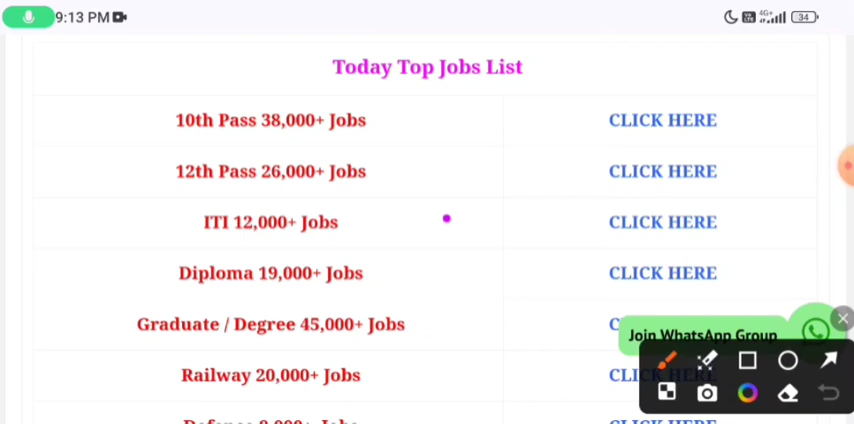 9:13 PM
4G+
34
Today Top Jobs List
10th Pass 38,000+ Jobs CLICK HERE
12th Pass 26,000+ Jobs CLICK HERE
ITI 12,000+ Jobs CLICK HERE
Diploma 19,000+ Jobs CLICK HERE
Graduate / Degree 45,000+ Jobs
Join WhatsApp Group
Railway 20,000+ Jobs